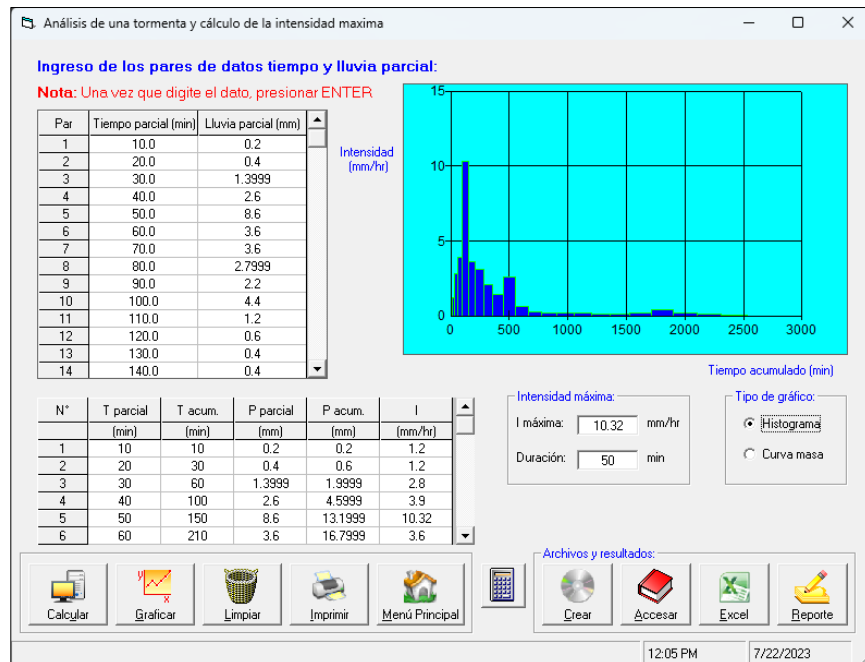 Análisis de una tormenta y cálculo de la intensidad maxima
Ingreso de los pares de datos tiempo y lluvia parcial:
Nota: Una vez que digite el dato, presionar ENTER
Par Tiempo parcial (min) Lluvia parcial (mm)
1 10.0 0.2
2 20.0 0.4
3 30.0 1.3999
4 40.0 2.6
5 50.0 8.6
6 60.0 3.6
7 70.0 3.6
8 80.0 2.7999
9 90.0 2.2
10 100.0 4.4
11 110.0 1.2
12 120.0 0.6
13 130.0 0.4
14 140.0 0.4
Intensidad
(mm/hr)
15
10
5
0
0 500 1000 1500 2000 2500 3000
Tiempo acumulado (min)
N° T parcial T acum. P parcial P acum. I
(min) (min) (mm) (mm) (mm/hr)
1 10 10 0.2 0.2 1.2
2 20 30 0.4 0.6 1.2
3 30 60 1.3999 1.9999 2.8
4 40 100 2.6 4.5999 3.9
5 50 150 8.6 13.1999 10.32
6 60 210 3.6 16.7999 3.6
Intensidad máxima:
I máxima: 10.32 mm/hr
Duración: 50 min
Tipo de gráfico:
Histograma
Curva masa
Calcular
Graficar
Limpiar
Imprimir
Menú Principal
Archivos y resultados:
Crear
Accesar
Excel
Reporte
12:05 PM 7/22/2023